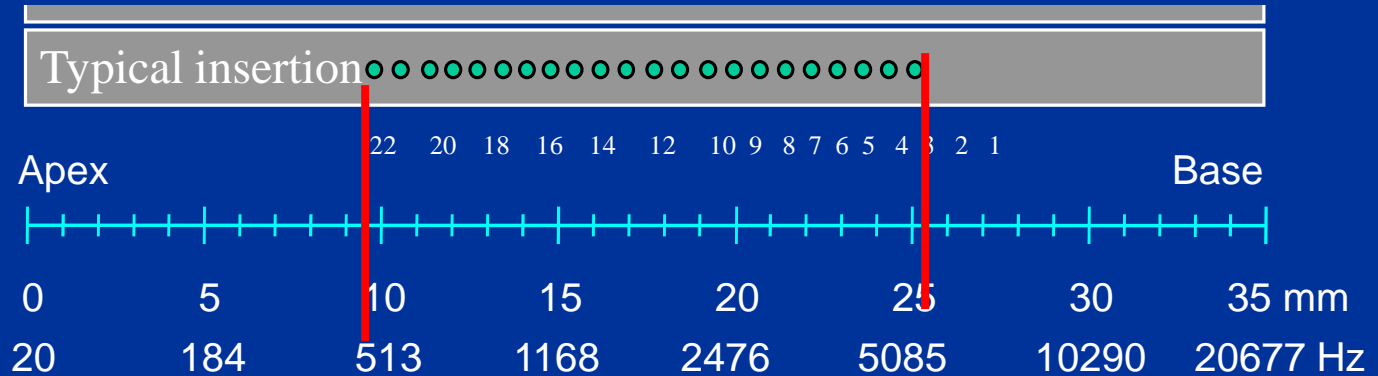 Typical insertion
22 20 18 16 14 12 10 9 8 7 6 5 4 3 2 1
Apex Base
0 5 10 15 20 25 30 35 mm
20 184 513 1168 2476 5085 10290 20677 Hz